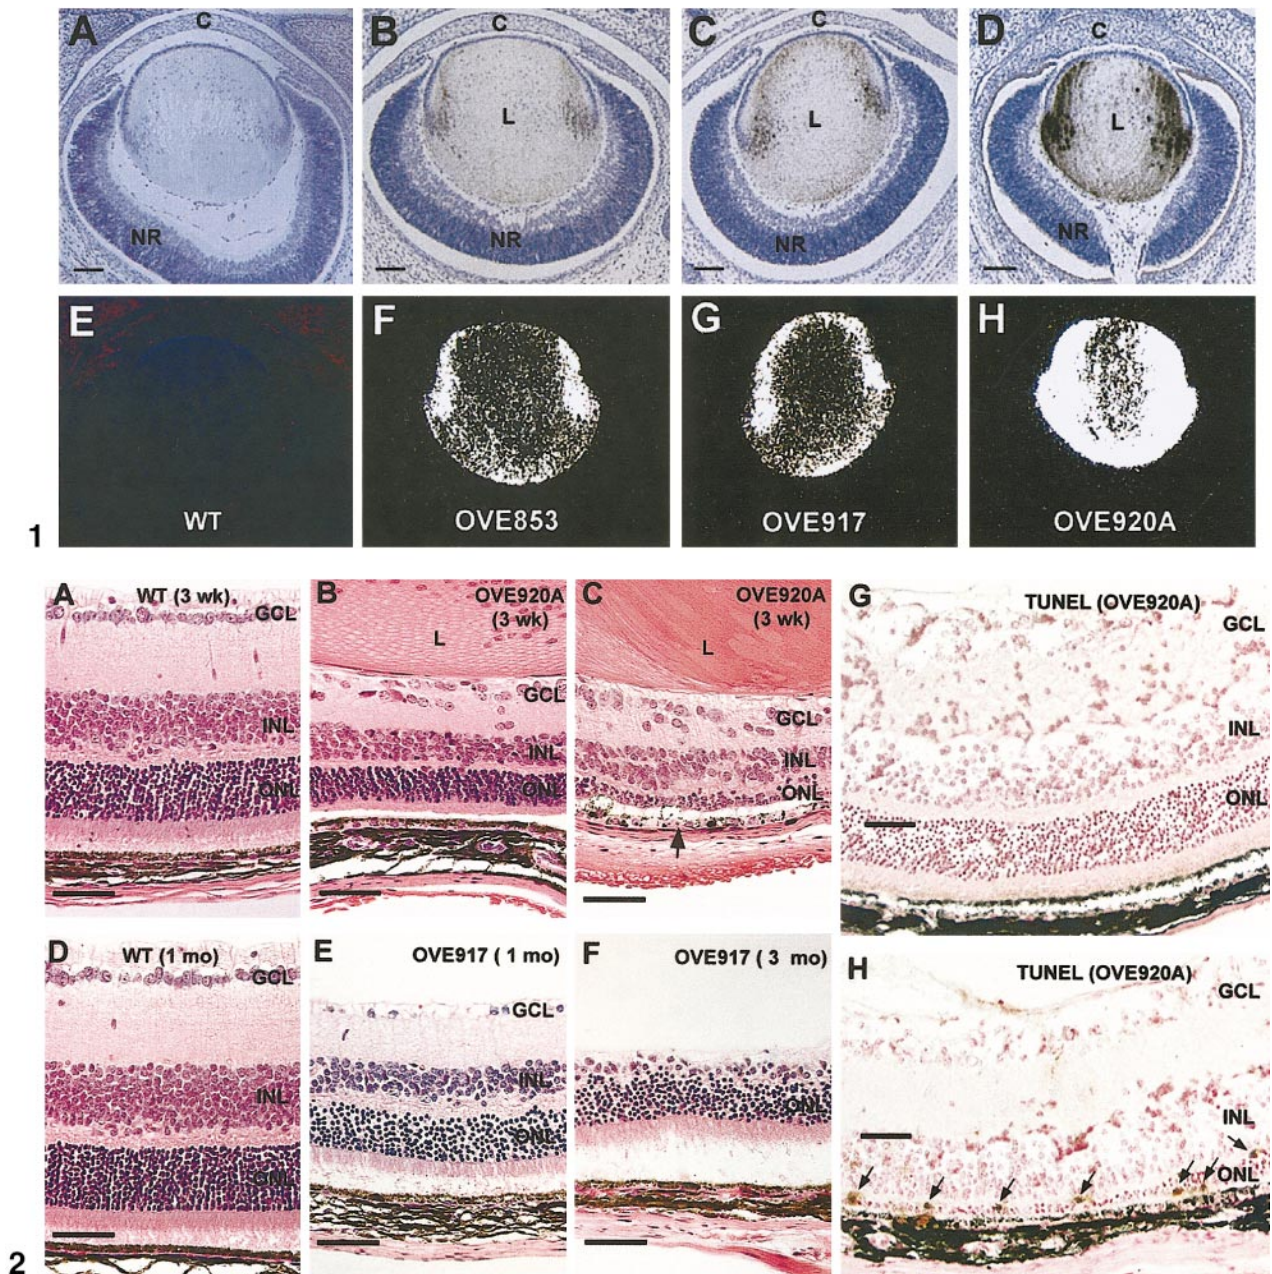 A
C
B
C
L
NR
C
C
L
NR
D
C
L
NR
NR
E
WT
F
OVE853
G
OVE917
H
OVE920A
1
A
WT (3 wk)
GCL
INL
ONL
B
OVE920A
(3 wk)
L
GCL
INL
ONL
C
OVE920A
(3 wk)
L
GCL
INL
ONL
G
TUNEL (OVE920A)
GCL
INL
ONL
D
WT (1 mo)
GCL
INL
ONL
E
OVE917 ( 1 mo)
GCL
INL
ONL
F
OVE917 ( 3 mo)
ONL
H
TUNEL (OVE920A)
GCL
INL
ONL
2